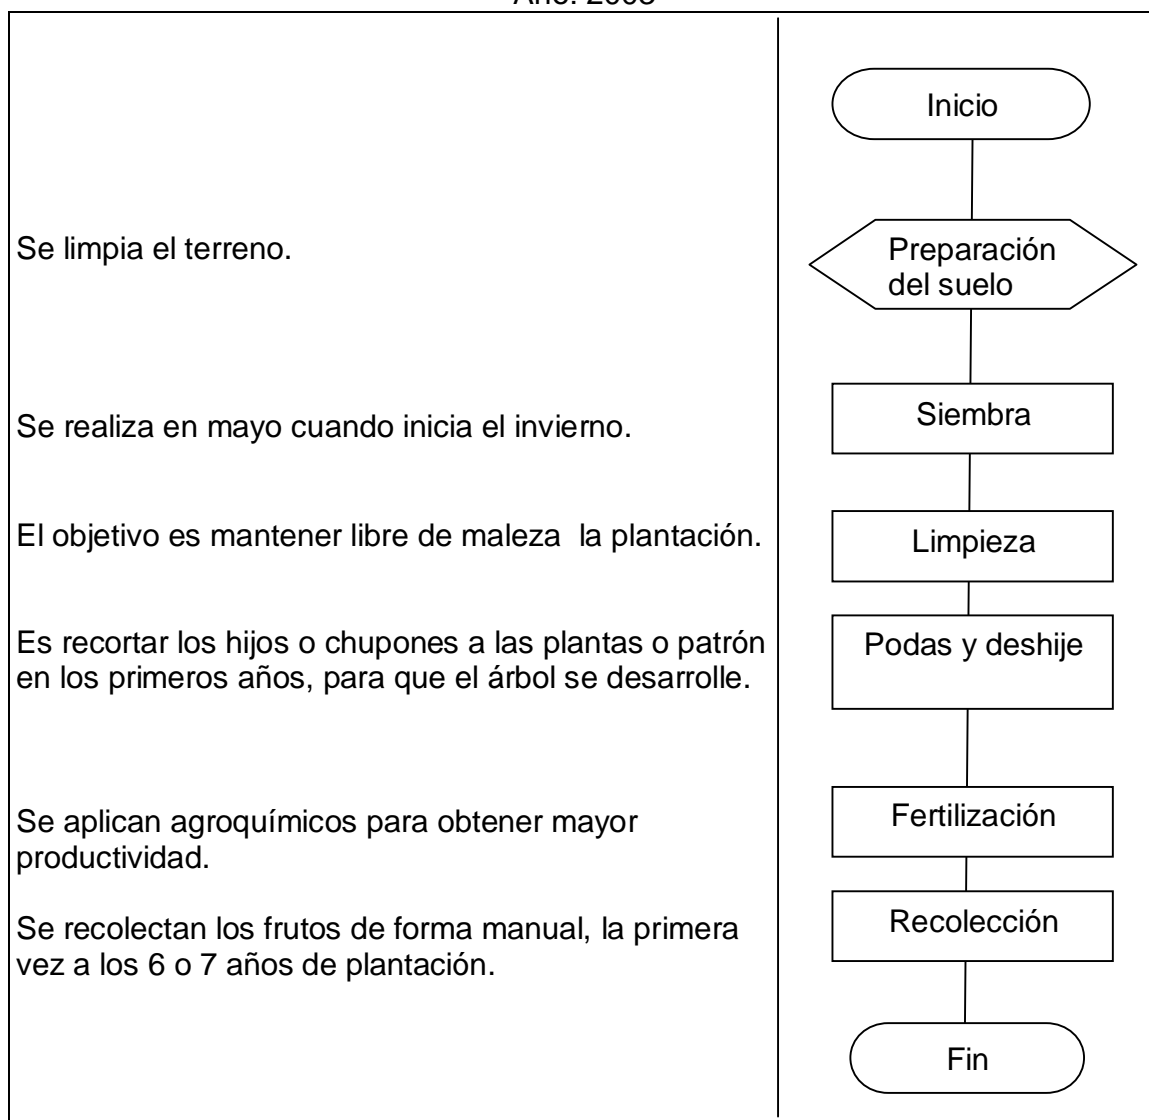 Inicio
Se limpia el terreno.
Preparación
del suelo
Se realiza en mayo cuando inicia el invierno.
Siembra
El objetivo es mantener libre de maleza  la plantación.
Limpieza
Es recortar los hijos o chupones a las plantas o patrón
en los primeros años, para que el árbol se desarrolle.
Podas y deshije
Se aplican agroquímicos para obtener mayor
productividad.
Fertilización
Se recolectan los frutos de forma manual, la primera
vez a los 6 o 7 años de plantación.
Recolección
Fin